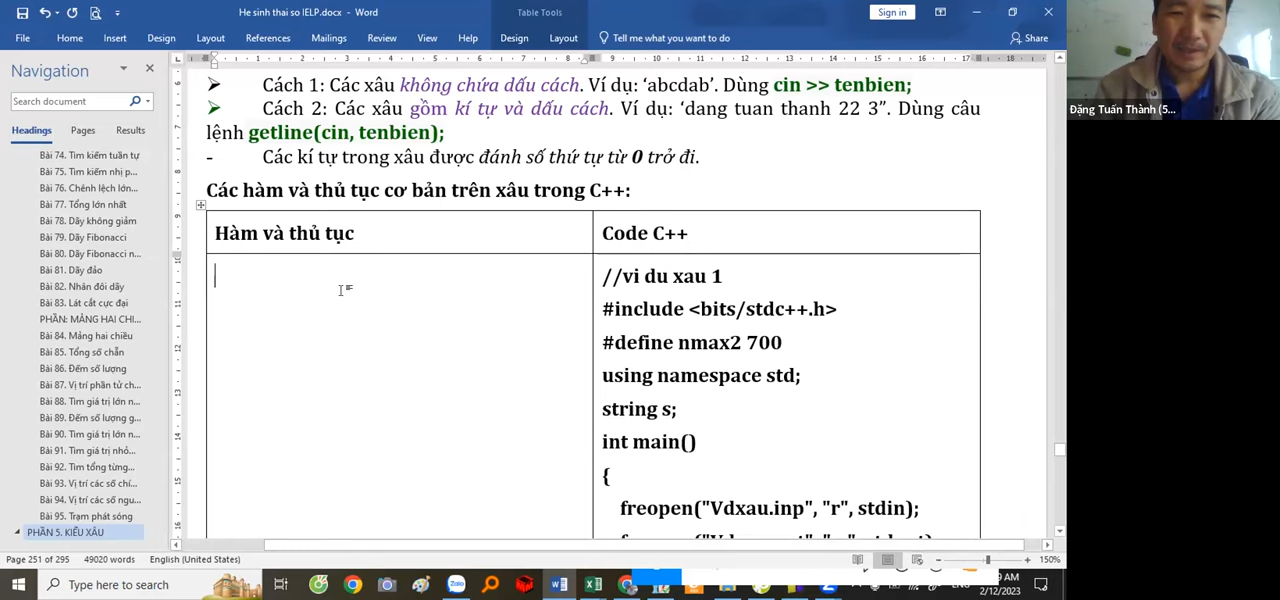 He sinh thai so IELP.docx - Word
Table Tools
Sign in
File Home Insert Design Layout References Mailings Review View Help Design Layout Tell me what you want to do Share
Navigation
Search document
Headings Pages Results
Bài 74. Tìm kiếm tuần tự
Bài 75. Tìm kiếm nhị p...
Bài 76. Chênh lệch lớn...
Bài 77. Tổng lớn nhất
Bài 78. Dãy không giảm
Bài 79. Dãy Fibonacci
Bài 80. Dãy Fibonacci n...
Bài 81. Dãy đảo
Bài 82. Nhân đôi dãy
Bài 83. Lát cắt cực đại
PHẦN: MẢNG HAI CHI...
Bài 84. Mảng hai chiều
Bài 85. Tổng số chẵn
Bài 86. Đếm số lượng
Bài 87. Vị trí phần tử ch...
Bài 88. Tìm giá trị lớn n...
Bài 89. Đếm số lượng g...
Bài 90. Tìm giá trị lớn n...
Bài 91. Tìm giá trị nhỏ...
Bài 92. Tìm tổng từng...
Bài 93. Vị trí các số chí...
Bài 94. Vị trí các số ngu...
Bài 95. Trạm phát sóng
PHẦN 5. KIỂU XÂU
Cách 1: Các xâu không chứa dấu cách. Ví dụ: ‘abcdab’. Dùng cin >> tenbien;
Cách 2: Các xâu gồm kí tự và dấu cách. Ví dụ: ‘dang tuan thanh 22 3”. Dùng câu
lệnh getline(cin, tenbien);
- Các kí tự trong xâu được đánh số thứ tự từ 0 trở đi.
Các hàm và thủ tục cơ bản trên xâu trong C++:
Hàm và thủ tục
Code C++
//vi du xau 1
#include <bits/stdc++.h>
#define nmax2 700
using namespace std;
string s;
int main()
{
freopen("Vdxau.inp", "r", stdin);
Đặng Tuấn Thành (5...
Page 251 of 295 49020 words English (United States)
150%
Type here to search
Zalo
2/12/2023